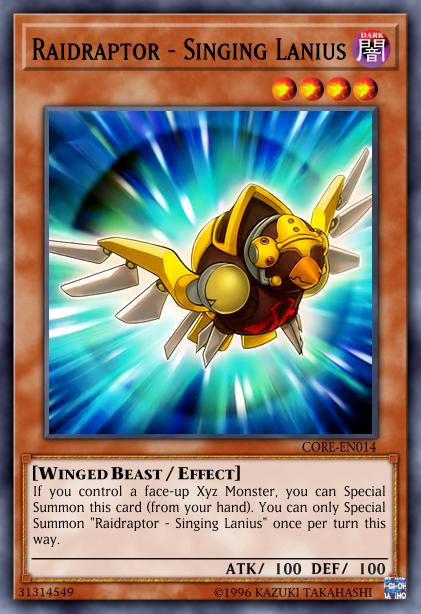 Raidraptor - Singing Lanius
DARK
闇
CORE-EN014
[Winged Beast / Effect]
If you control a face-up Xyz Monster, you can Special
Summon this card (from your hand). You can only Special
Summon "Raidraptor - Singing Lanius" once per turn this
way.
ATK/ 100 DEF/ 100
31314549
©1996 KAZUKI TAKAHASHI